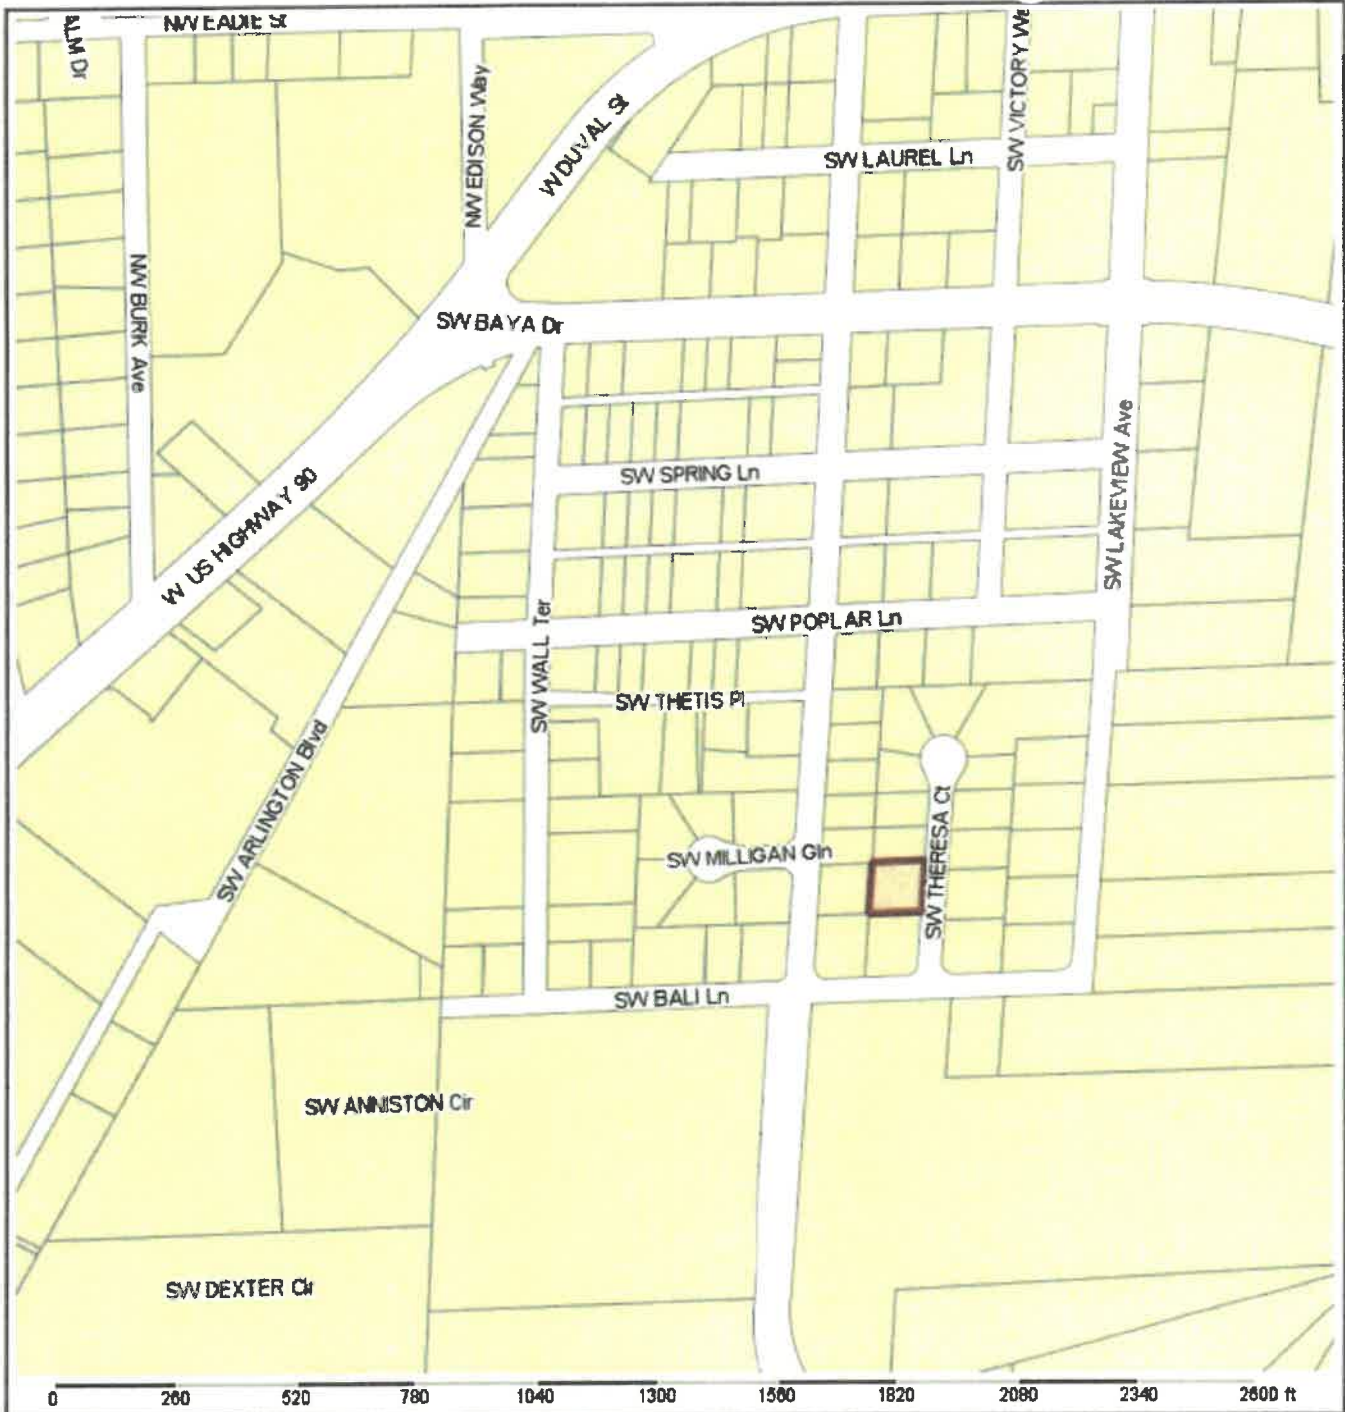 NW EADIE St
ALM Dr
NW EDISON Way
W DUVAL St
SW VICTORY
SW LAUREL Ln
NW BURK Ave
SW BAYA Dr
SW LAKEVIEW Ave
SW SPRING Ln
W US HIGHWAY 90
SW POPLAR Ln
SW WALL Ter
SW THETIS Pl
SW ARLINGTON Blvd
SW THERESA Ct
SW MILLIGAN Gln
SW BALI Ln
SW ANNISTON Cir
SW DEXTER Cir
0 260 520 780 1040 1300 1560 1820 2080 2340 2600 ft